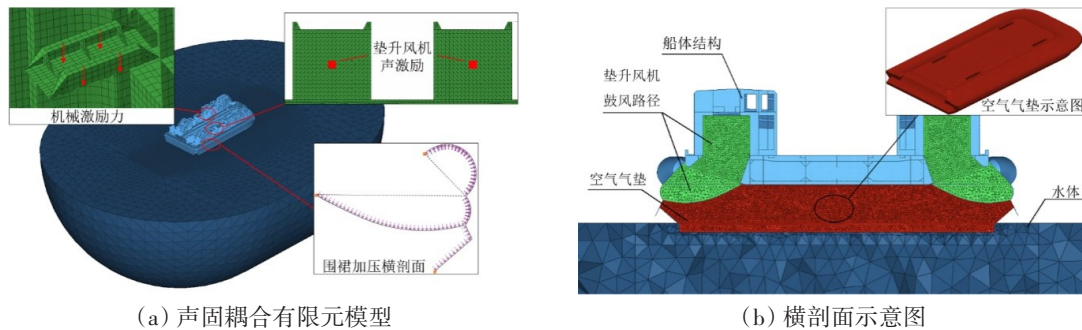 机械激励力
垫升风机
声激励
围裙加压横剖面
(a) 声固耦合有限元模型
船体结构
垫升风机
鼓风路径
空气气垫
空气气垫示意图
水体
(b) 横剖面示意图